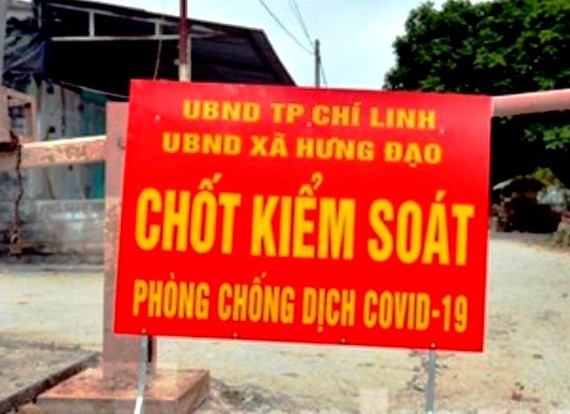 UBND TP CHÍ LINH
UBND XÃ HƯNG ĐẠO
CHỐT KIỂM SOÁT
PHÒNG CHỐNG DỊCH COVID-19